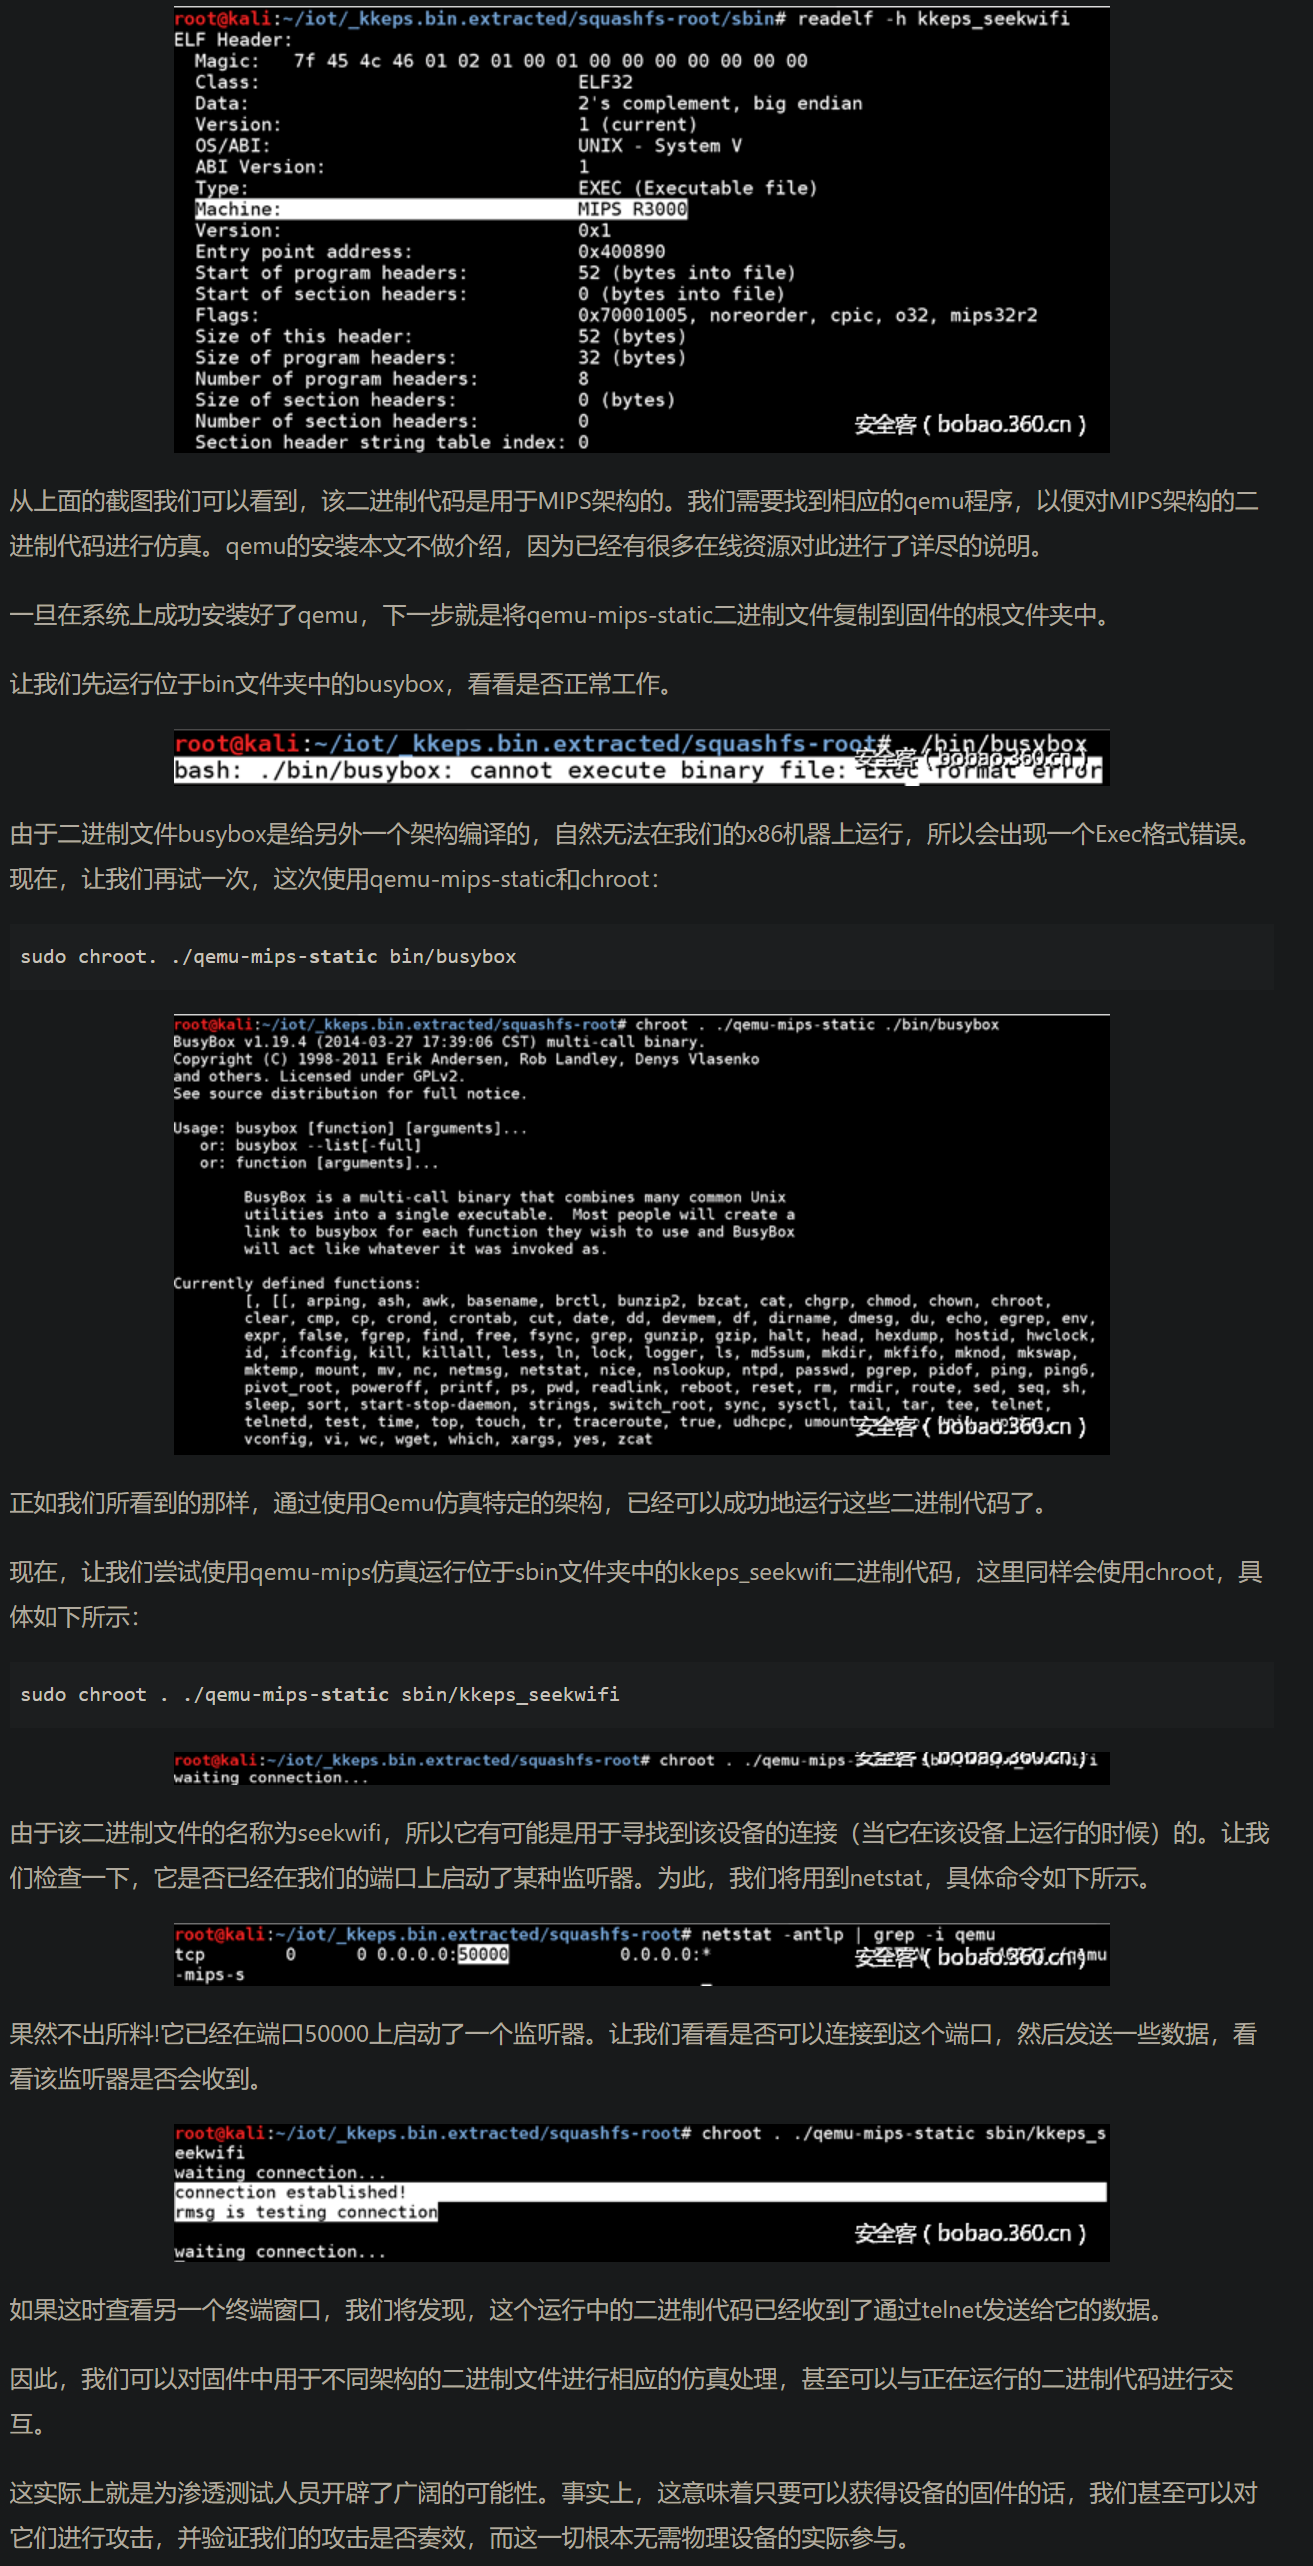 root@kali:~/iot/_kkeps.bin.extracted/squashfs-root/sbin# readelf -h kkeps_seekwifi
ELF Header:
Magic: 7f 45 4c 46 01 02 01 00 01 00 00 00 00 00 00 00
Class: ELF32
Data: 2's complement, big endian
Version: 1 (current)
OS/ABI: UNIX - System V
ABI Version: 1
Type: EXEC (Executable file)
Machine: MIPS R3000
Version: 0x1
Entry point address: 0x400890
Start of program headers: 52 (bytes into file)
Start of section headers: 0 (bytes into file)
Flags: 0x70001005, noreorder, cpic, o32, mips32r2
Size of this header: 52 (bytes)
Size of program headers: 32 (bytes)
Number of program headers: 8
Size of section headers: 0 (bytes)
Number of section headers: 0
安全客 ( bobao.360.cn )
Section header string table index: 0
从上面的截图我们可以看到，该二进制代码是用于MIPS架构的。我们需要找到相应的qemu程序，以便对MIPS架构的二
进制代码进行仿真。qemu的安装本文不做介绍，因为已经有很多在线资源对此进行了详尽的说明。
一旦在系统上成功安装好了qemu，下一步就是将qemu-mips-static二进制文件复制到固件的根文件夹中。
让我们先运行位于bin文件夹中的busybox，看看是否正常工作。
root@kali:~/iot/_kkeps.bin.extracted/squashfs-root# ./bin/busybox
安全客 ( bobao.360.cn )
bash: ./bin/busybox: cannot execute binary file: Exec format error
由于二进制文件busybox是给另外一个架构编译的，自然无法在我们的x86机器上运行，所以会出现一个Exec格式错误。
现在，让我们再试一次，这次使用qemu-mips-static和chroot：
sudo chroot. ./qemu-mips-static bin/busybox
root@kali:~/iot/_kkeps.bin.extracted/squashfs-root# chroot . ./qemu-mips-static ./bin/busybox
BusyBox v1.19.4 (2014-03-27 17:39:06 CST) multi-call binary.
Copyright (C) 1998-2011 Erik Andersen, Rob Landley, Denys Vlasenko
and others. Licensed under GPLv2.
See source distribution for full notice.
Usage: busybox [function] [arguments]...
or: busybox --list[-full]
or: function [arguments]...
BusyBox is a multi-call binary that combines many common Unix
utilities into a single executable. Most people will create a
link to busybox for each function they wish to use and BusyBox
will act like whatever it was invoked as.
Currently defined functions:
[, [[, arping, ash, awk, basename, brctl, bunzip2, bzcat, cat, chgrp, chmod, chown, chroot,
clear, cmp, cp, crond, crontab, cut, date, dd, devmem, df, dirname, dmesg, du, echo, egrep, env,
expr, false, fgrep, find, free, fsync, grep, gunzip, gzip, halt, head, hexdump, hostid, hwclock,
id, ifconfig, kill, killall, less, ln, lock, logger, ls, md5sum, mkdir, mkfifo, mknod, mkswap,
mktemp, mount, mv, nc, netmsg, netstat, nice, nslookup, ntpd, passwd, pgrep, pidof, ping, ping6,
pivot_root, poweroff, printf, ps, pwd, readlink, reboot, reset, rm, rmdir, route, sed, seq, sh,
sleep, sort, start-stop-daemon, strings, switch_root, sync, sysctl, tail, tar, tee, telnet,
telnetd, test, time, top, touch, tr, traceroute, true, udhcpc, umount,
安全客 ( bobao.360.cn )
vconfig, vi, wc, wget, which, xargs, yes, zcat
正如我们所看到的那样，通过使用Qemu仿真特定的架构，已经可以成功地运行这些二进制代码了。
现在，让我们尝试使用qemu-mips仿真运行位于sbin文件夹中的kkeps_seekwifi二进制代码，这里同样会使用chroot，具
体如下所示：
sudo chroot . ./qemu-mips-static sbin/kkeps_seekwifi
root@kali:~/iot/_kkeps.bin.extracted/squashfs-root# chroot . ./qemu-mips-
安全客 ( bobao.360.cn )
waiting connection...
由于该二进制文件的名称为seekwifi，所以它有可能是用于寻找到该设备的连接（当它在该设备上运行的时候）的。让我
们检查一下，它是否已经在我们的端口上启动了某种监听器。为此，我们将用到netstat，具体命令如下所示。
root@kali:~/iot/_kkeps.bin.extracted/squashfs-root# netstat -antlp | grep -i qemu
tcp 0 0 0.0.0.0:50000 0.0.0.0:*
安全客 ( bobao.360.cn )
-mips-s
果然不出所料!它已经在端口50000上启动了一个监听器。让我们看看是否可以连接到这个端口，然后发送一些数据，看
看该监听器是否会收到。
root@kali:~/iot/_kkeps.bin.extracted/squashfs-root# chroot . ./qemu-mips-static sbin/kkeps_s
eekwifi
waiting connection...
connection established!
rmsg is testing connection
安全客 ( bobao.360.cn )
waiting connection...
如果这时查看另一个终端窗口，我们将发现，这个运行中的二进制代码已经收到了通过telnet发送给它的数据。
因此，我们可以对固件中用于不同架构的二进制文件进行相应的仿真处理，甚至可以与正在运行的二进制代码进行交
互。
这实际上就是为渗透测试人员开辟了广阔的可能性。事实上，这意味着只要可以获得设备的固件的话，我们甚至可以对
它们进行攻击，并验证我们的攻击是否奏效，而这一切根本无需物理设备的实际参与。